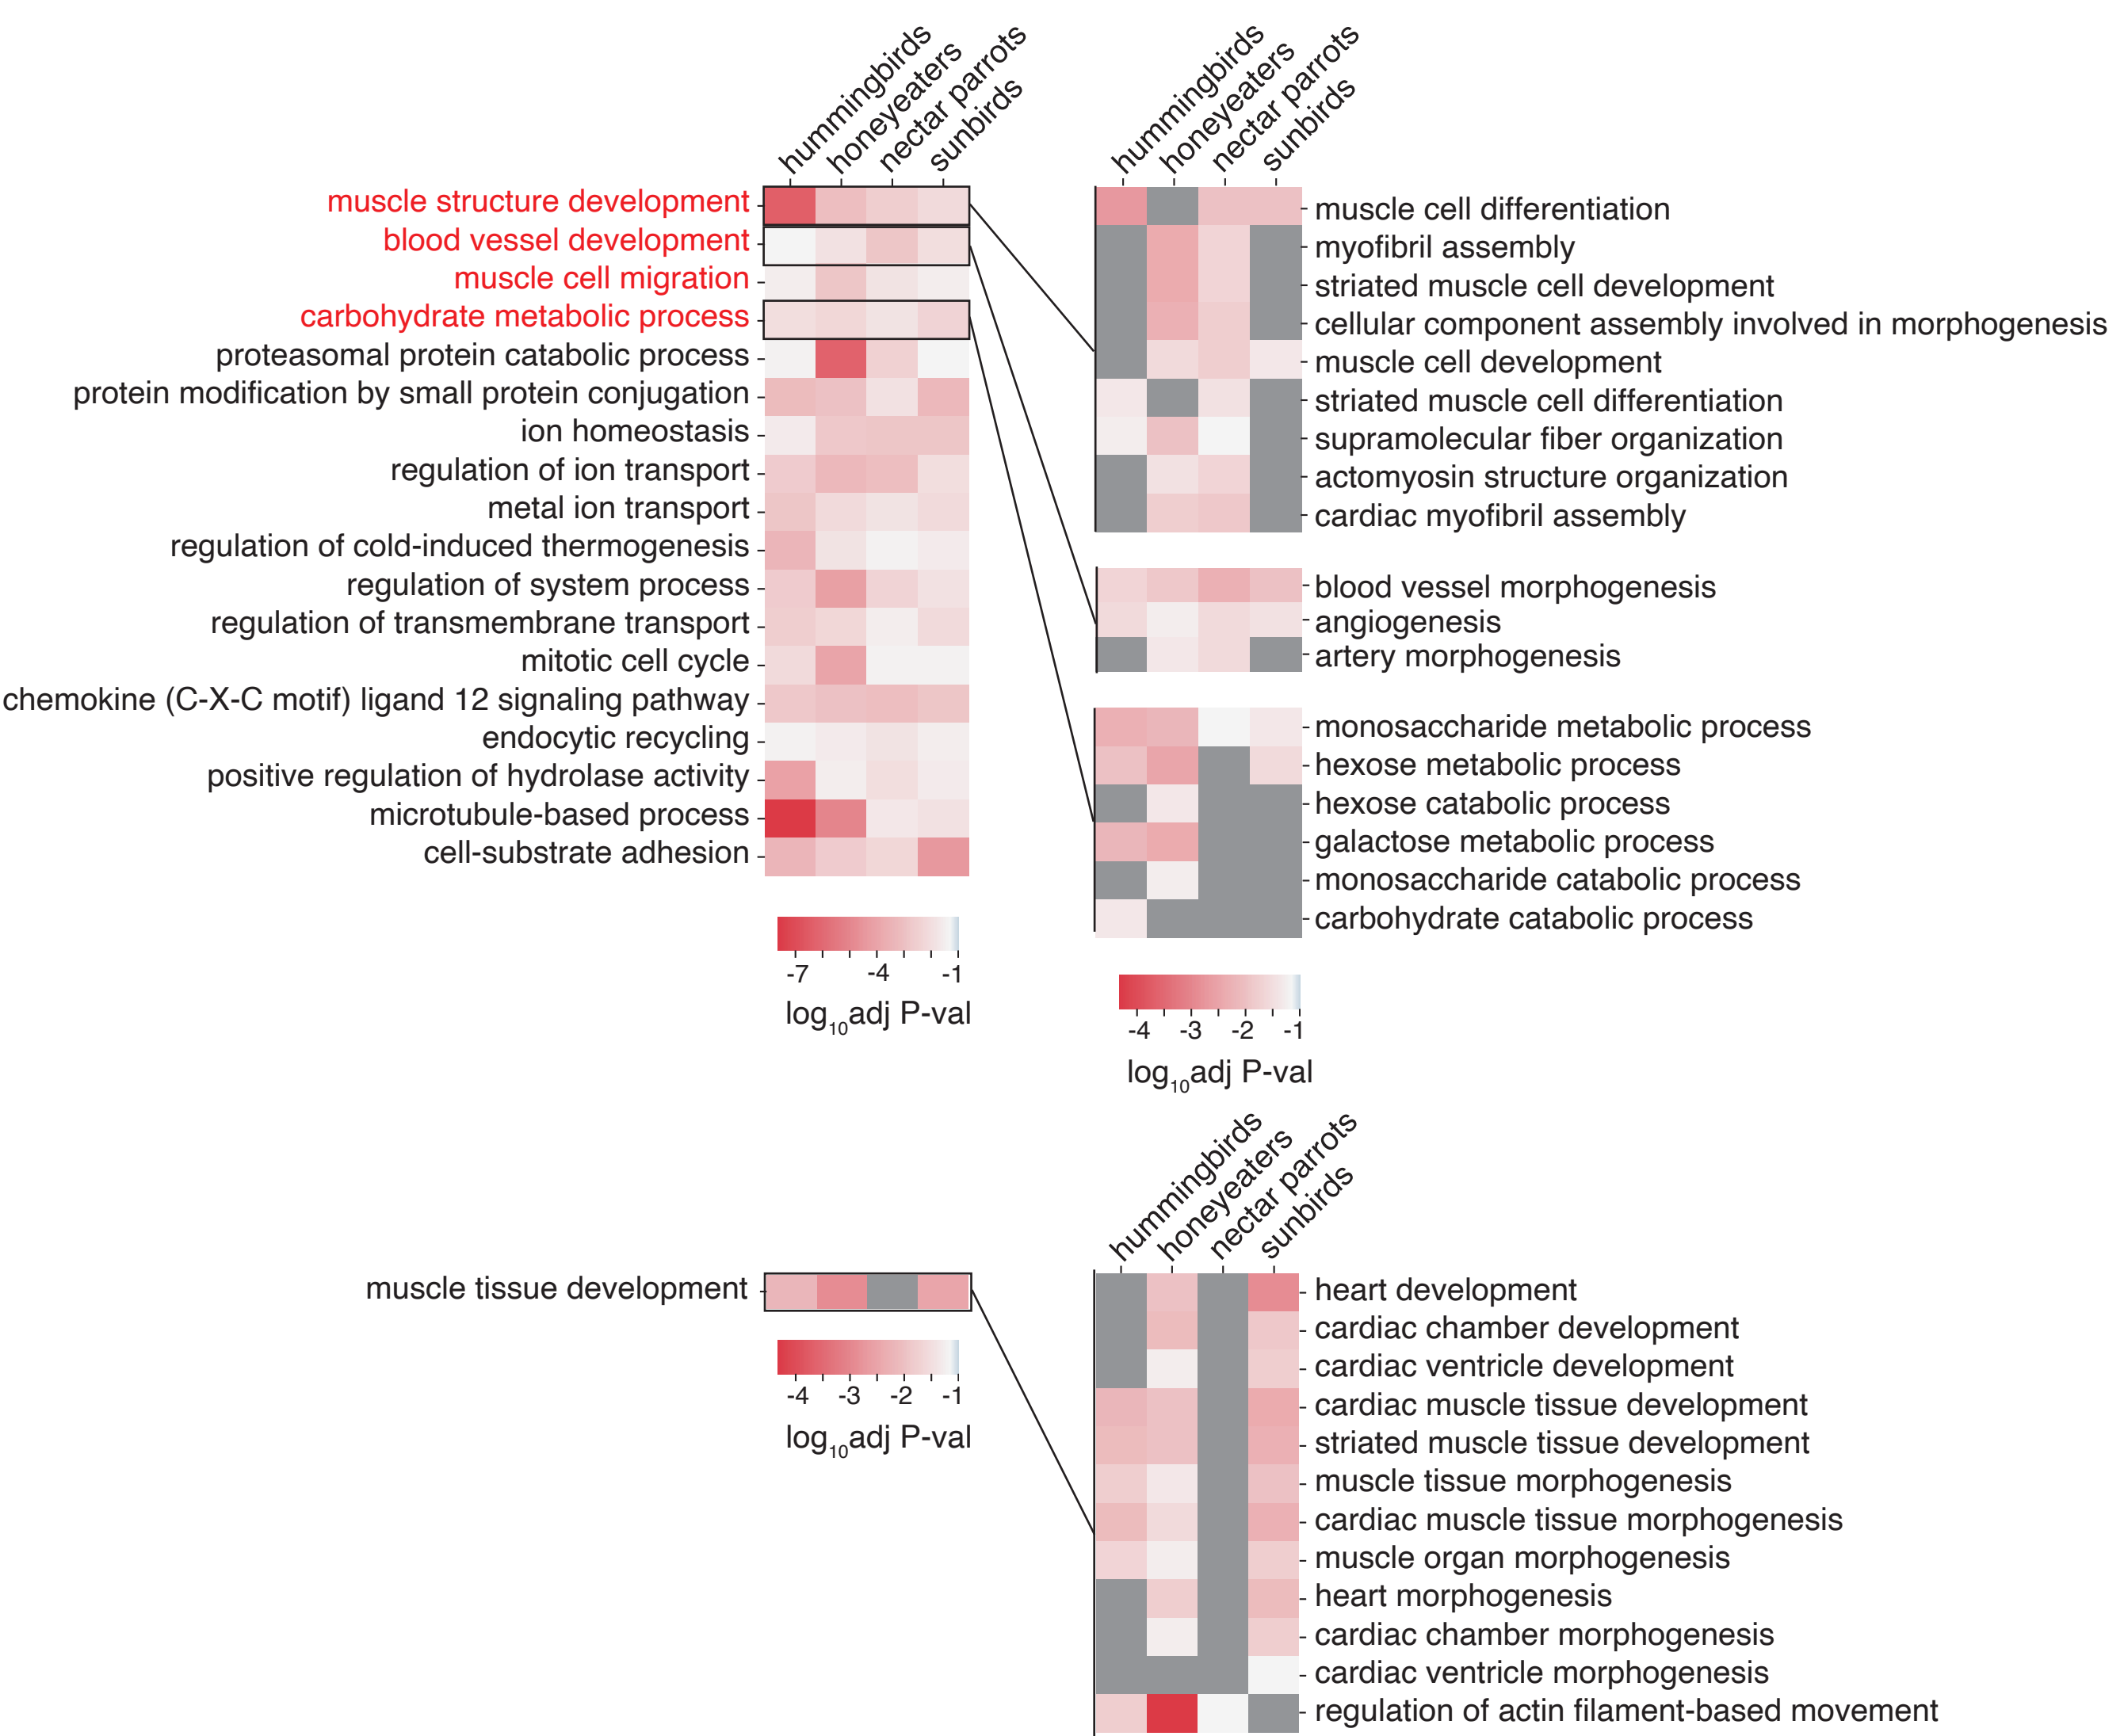 hummingbirds
honeyeaters
nectar parrots
sunbirds
muscle structure development
blood vessel development
muscle cell migration
carbohydrate metabolic process
proteasomal protein catabolic process
protein modification by small protein conjugation
ion homeostasis
regulation of ion transport
metal ion transport
regulation of cold-induced thermogenesis
regulation of system process
regulation of transmembrane transport
mitotic cell cycle
chemokine (C-X-C motif) ligand 12 signaling pathway
endocytic recycling
positive regulation of hydrolase activity
microtubule-based process
cell-substrate adhesion
-7 -4 -1
log10adj P-val
hummingbirds
honeyeaters
nectar parrots
sunbirds
muscle cell differentiation
myofibril assembly
striated muscle cell development
cellular component assembly involved in morphogenesis
muscle cell development
striated muscle cell differentiation
supramolecular fiber organization
actomyosin structure organization
cardiac myofibril assembly
blood vessel morphogenesis
angiogenesis
artery morphogenesis
monosaccharide metabolic process
hexose metabolic process
hexose catabolic process
galactose metabolic process
monosaccharide catabolic process
carbohydrate catabolic process
-4 -3 -2 -1
log10adj P-val
muscle tissue development
-4 -3 -2 -1
log10adj P-val
hummingbirds
honeyeaters
nectar parrots
sunbirds
heart development
cardiac chamber development
cardiac ventricle development
cardiac muscle tissue development
striated muscle tissue development
muscle tissue morphogenesis
cardiac muscle tissue morphogenesis
muscle organ morphogenesis
heart morphogenesis
cardiac chamber morphogenesis
cardiac ventricle morphogenesis
regulation of actin filament-based movement